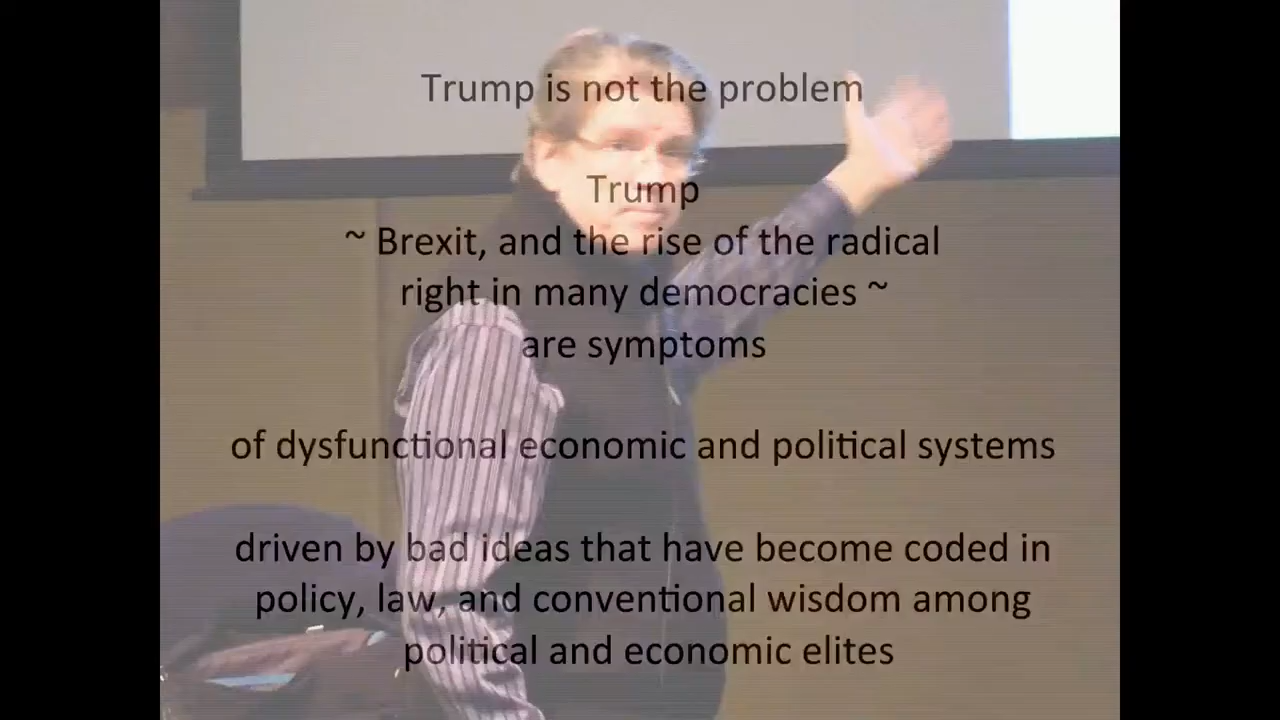 Trump is not the problem
Trump
~ Brexit, and the rise of the radical
right in many democracies ~
are symptoms
of dysfunctional economic and political systems
driven by bad ideas that have become coded in
policy, law, and conventional wisdom among
political and economic elites